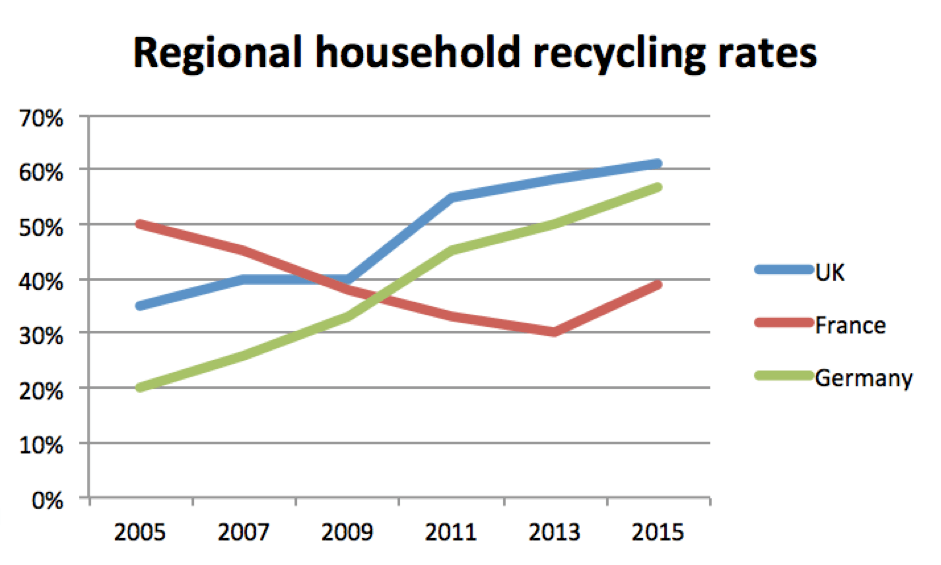 Regional household recycling rates
70%
60%
50%
40%
30%
20%
10%
0%
2005 2007 2009 2011 2013 2015
UK
France
Germany